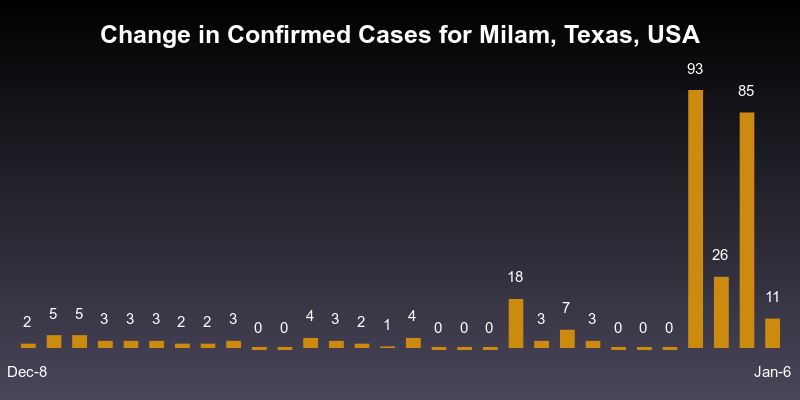 Change in Confirmed Cases for Milam, Texas, USA
2 5 5 3 3 3 2 2 3 0 0 4 3 2 1 4 0 0 0 18 3 7 3 0 0 0 93 26 85 11
Dec-8 Jan-6